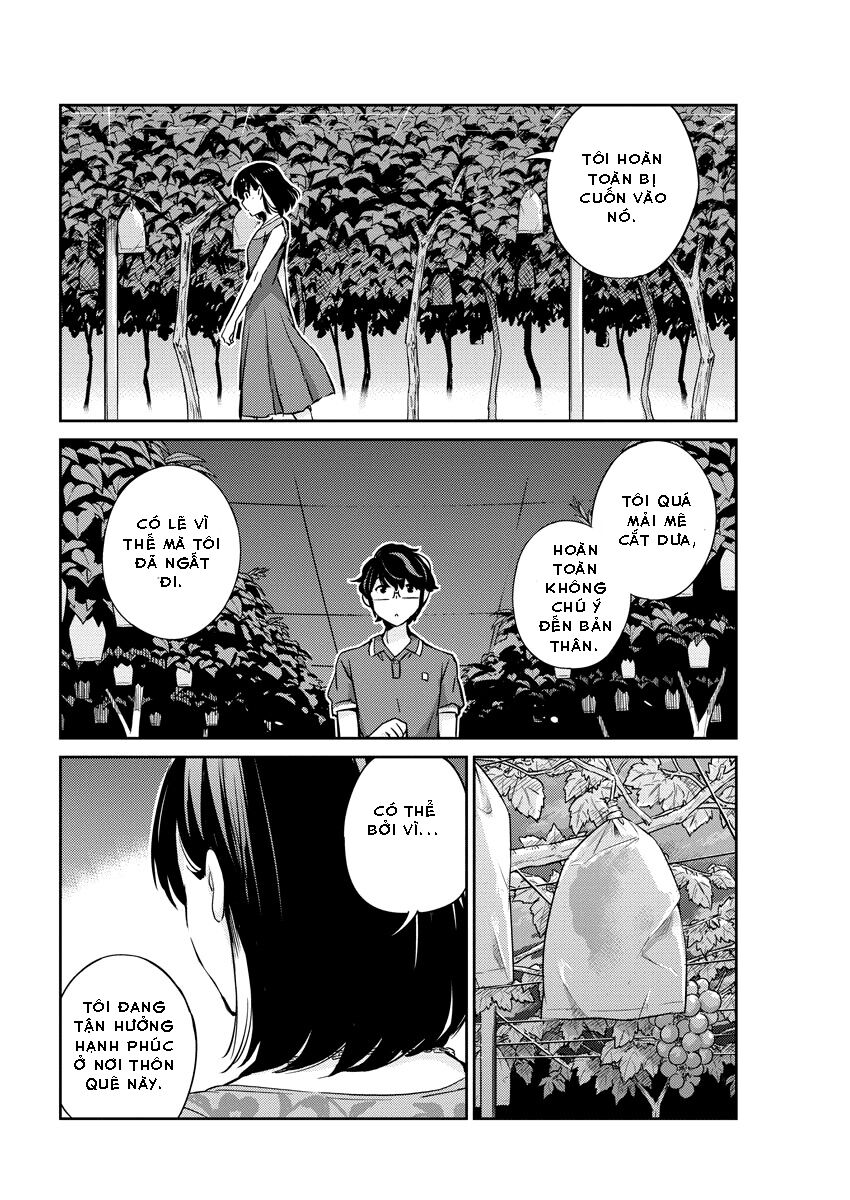 TÔI HOÀN
TOÀN BỊ
CUỐN VÀO
NÓ.
TÔI QUÁ
MẢI MÊ
CẮT DƯA,
HOÀN
TOÀN
KHÔNG
CHÚ Ý
ĐẾN BẢN
THÂN.
CÓ LẼ VÌ
THẾ MÀ TÔI
ĐÃ NGẤT
ĐI.
CÓ THỂ
BỞI VÌ...
TÔI ĐANG
TẬN HƯỞNG
HẠNH PHÚC
Ở NƠI THÔN
QUÊ NÀY.